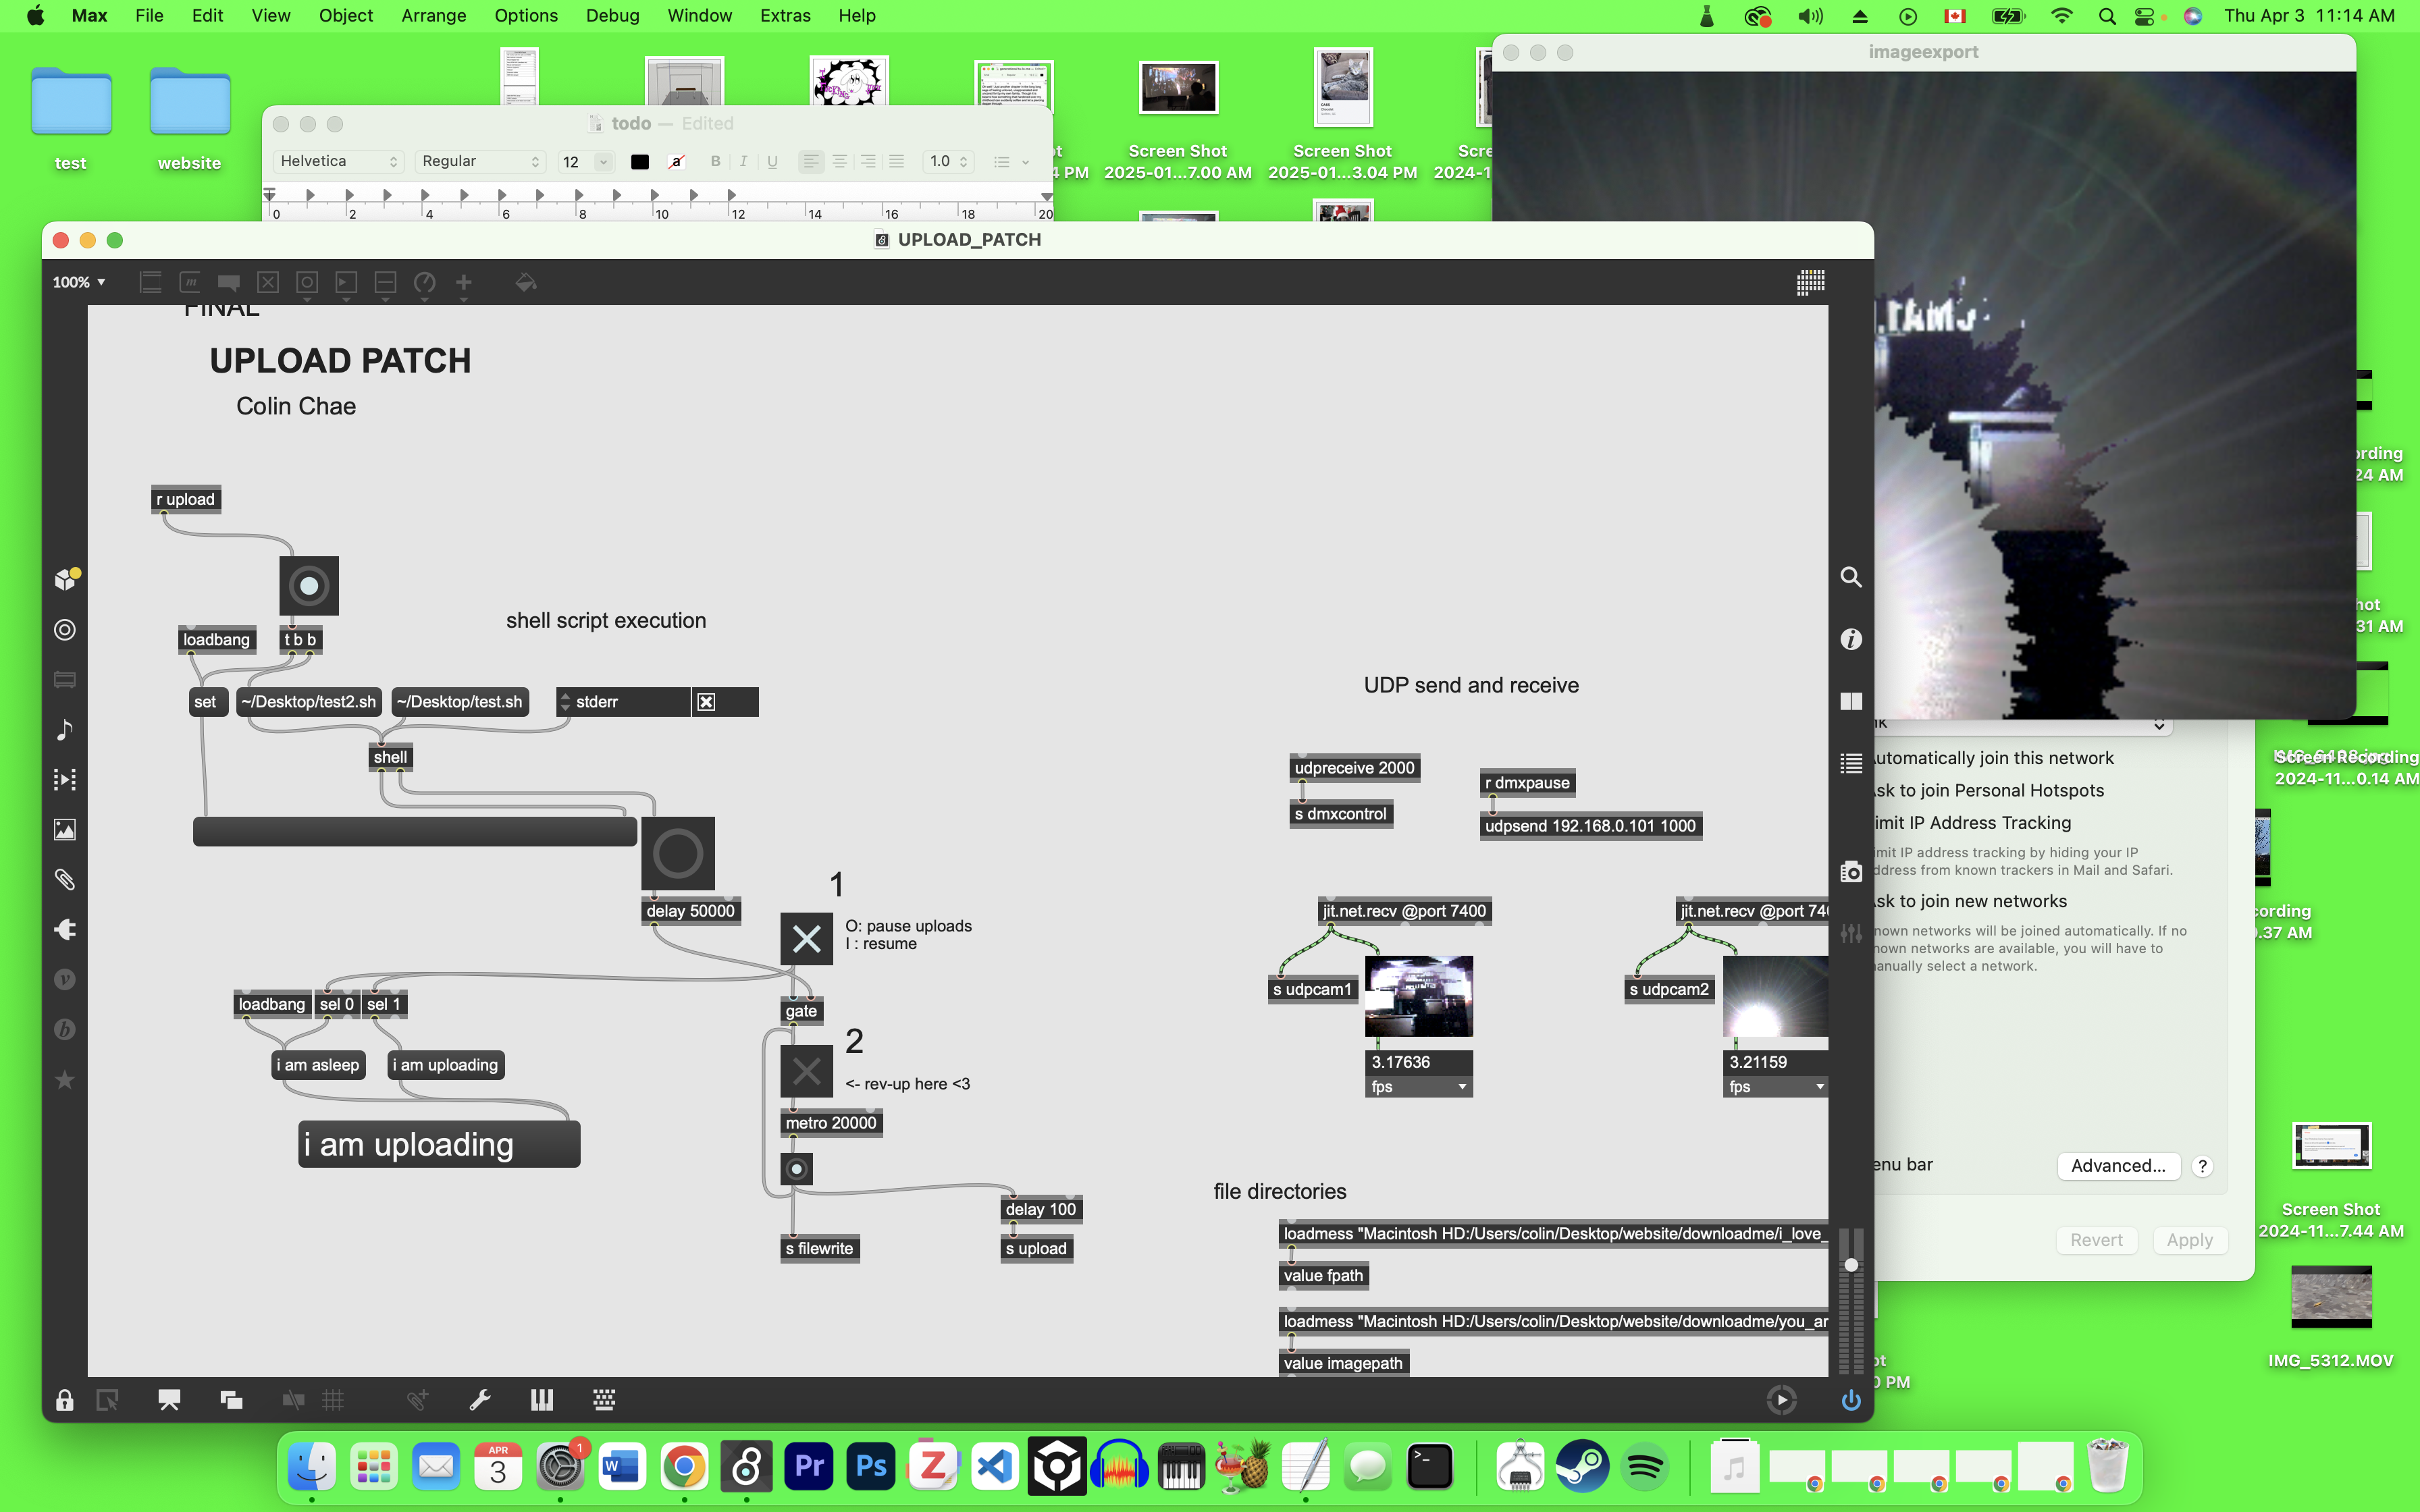 Max File Edit View Object Arrange Options Debug Window Extras Help
Thu Apr 3 11:14 AM
test
website
Screen Shot
2025-01...7.00 AM
Screen Shot
2025-01...3.04 PM
2024-1
4 PM
todo — Edited
Helvetica
Regular
12
a
B I U
1.0
0 2 4 6 8 10 12 14 16 18 20
imageexport
UPLOAD_PATCH
100%
FINAL
UPLOAD PATCH
Colin Chae
r upload
loadbang
t b b
shell script execution
set
~/Desktop/test2.sh
~/Desktop/test.sh
stderr
shell
delay 50000
1
O: pause uploads
I : resume
loadbang
sel 0
sel 1
gate
i am asleep
i am uploading
2
<- rev-up here <3
metro 20000
i am uploading
s filewrite
delay 100
s upload
UDP send and receive
udpreceive 2000
s dmxcontrol
r dmxpause
udpsend 192.168.0.101 1000
jit.net.recv @port 7400
s udpcam1
3.17636
fps
jit.net.recv @port 740
s udpcam2
3.21159
fps
file directories
loadmess "Macintosh HD:/Users/colin/Desktop/website/downloadme/i_love_
value fpath
loadmess "Macintosh HD:/Users/colin/Desktop/website/downloadme/you_ar
value imagepath
utomatically join this network
sk to join Personal Hotspots
imit IP Address Tracking
imit IP address tracking by hiding your IP
ddress from known trackers in Mail and Safari.
sk to join new networks
nown networks will be joined automatically. If no
nown networks are available, you will have to
anually select a network.
enu bar
Advanced...
?
Revert
Apply
ording
24 AM
hot
31 AM
Screen Recording
2024-11...0.14 AM
cording
0.37 AM
Screen Shot
2024-11...7.44 AM
IMG_5312.MOV
ot
0 PM
APR
3
1
W
Pr
Ps
Z